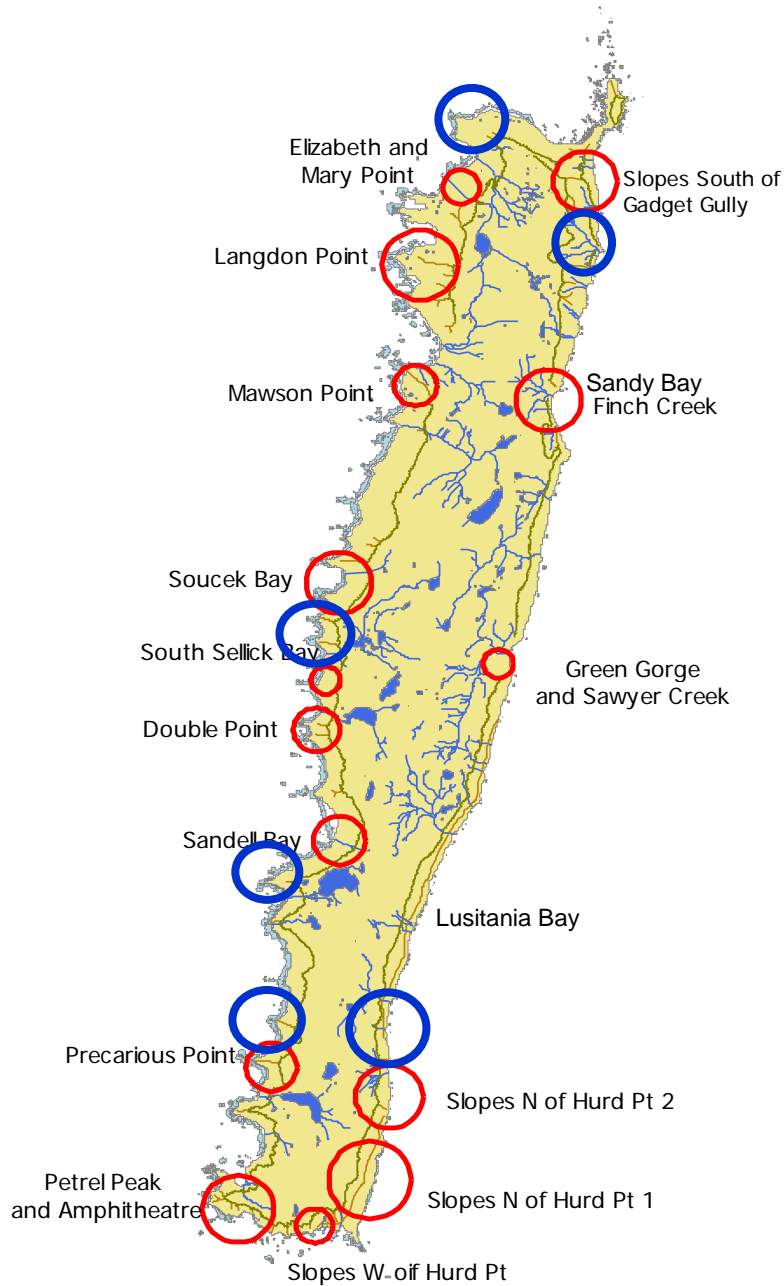 Elizabeth and
Mary Point
Slopes South of
Gadget Gully
Langdon Point
Mawson Point
Sandy Bay
Finch Creek
Soucek Bay
South Sellick Bay
Green Gorge
and Sawyer Creek
Double Point
Sandell Bay
Lusitania Bay
Precarious Point
Slopes N of Hurd Pt 2
Petrel Peak
and Amphitheatre
Slopes N of Hurd Pt 1
Slopes W-oif Hurd Pt